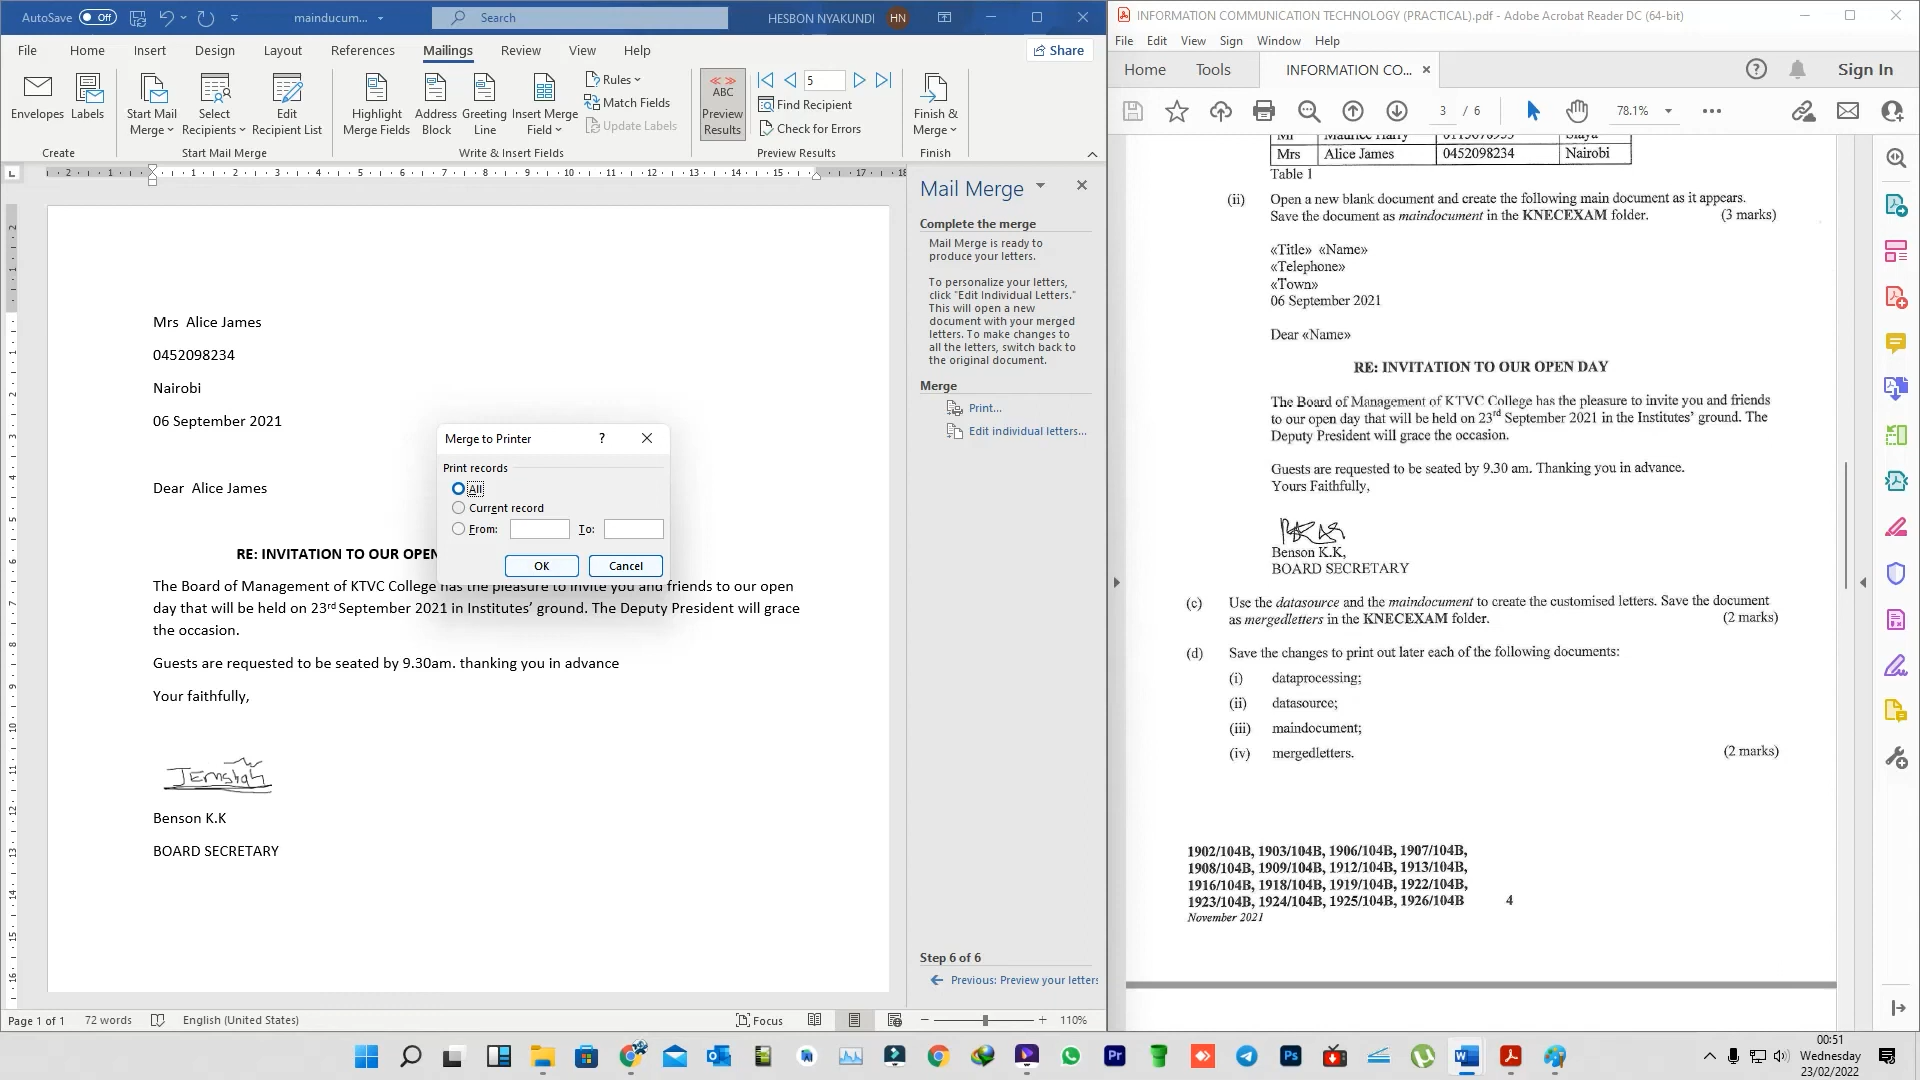 AutoSave Off mainducum... Search HESBON NYAKUNDI HN
File Home Insert Design Layout References Mailings Review View Help Share
Envelopes Labels
Create
Start Mail Merge Select Recipients Edit Recipient List
Start Mail Merge
Highlight Merge Fields Address Block Greeting Line Insert Merge Field
Rules
Match Fields
Update Labels
Write & Insert Fields
ABC
Preview Results
5
Find Recipient
Check for Errors
Preview Results
Finish & Merge
Finish
Mrs Alice James
0452098234
Nairobi
06 September 2021
Dear Alice James
RE: INVITATION TO OUR OPEN
The Board of Management of KTVC College has the pleasure to invite you and friends to our open
day that will be held on 23rd September 2021 in Institutes’ ground. The Deputy President will grace
the occasion.
Guests are requested to be seated by 9.30am. thanking you in advance
Your faithfully,
Benson K.K
BOARD SECRETARY
Merge to Printer ?
Print records
All
Current record
From: To:
OK Cancel
Mail Merge
Complete the merge
Mail Merge is ready to
produce your letters.
To personalize your letters,
click "Edit Individual Letters."
This will open a new
document with your merged
letters. To make changes to
all the letters, switch back to
the original document.
Merge
Print...
Edit individual letters...
Step 6 of 6
Previous: Preview your letters
Page 1 of 1 72 words English (United States) Focus 110%
INFORMATION COMMUNICATION TECHNOLOGY (PRACTICAL).pdf - Adobe Acrobat Reader DC (64-bit)
File Edit View Sign Window Help
Home Tools INFORMATION CO... Sign In
3 / 6 78.1%
Mr Maurice Harry 0113678955 Siaya
Mrs Alice James 0452098234 Nairobi
Table 1
(ii) Open a new blank document and create the following main document as it appears.
Save the document as maindocument in the KNECEXAM folder. (3 marks)
«Title» «Name»
«Telephone»
«Town»
06 September 2021
Dear «Name»
RE: INVITATION TO OUR OPEN DAY
The Board of Management of KTVC College has the pleasure to invite you and friends
to our open day that will be held on 23rd September 2021 in the Institutes’ ground. The
Deputy President will grace the occasion.
Guests are requested to be seated by 9.30 am. Thanking you in advance.
Yours Faithfully,
Benson K.K,
BOARD SECRETARY
(c) Use the datasource and the maindocument to create the customised letters. Save the document
as mergedletters in the KNECEXAM folder. (2 marks)
(d) Save the changes to print out later each of the following documents:
(i) dataprocessing;
(ii) datasource;
(iii) maindocument;
(iv) mergedletters. (2 marks)
1902/104B, 1903/104B, 1906/104B, 1907/104B,
1908/104B, 1909/104B, 1912/104B, 1913/104B,
1916/104B, 1918/104B, 1919/104B, 1922/104B,
1923/104B, 1924/104B, 1925/104B, 1926/104B 4
November 2021
00:51
Wednesday
23/02/2022